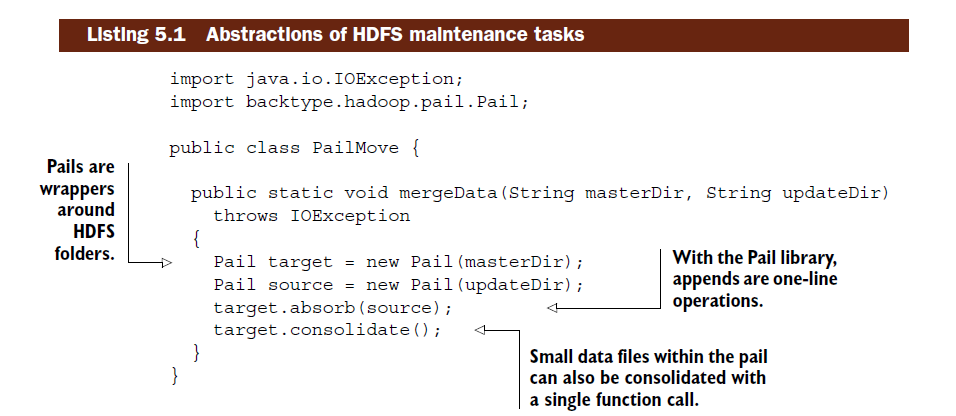 Listing 5.1 Abstractions of HDFS maintenance tasks
import java.io.IOException;
import backtype.hadoop.pail.Pail;
public class PailMove {
Pails are
wrappers
around
HDFS
folders.
public static void mergeData(String masterDir, String updateDir)
throws IOException
{
Pail target = new Pail(masterDir);
Pail source = new Pail(updateDir);
target.absorb(source);
target.consolidate();
}
}
With the Pail library,
appends are one-line
operations.
Small data files within the pail
can also be consolidated with
a single function call.